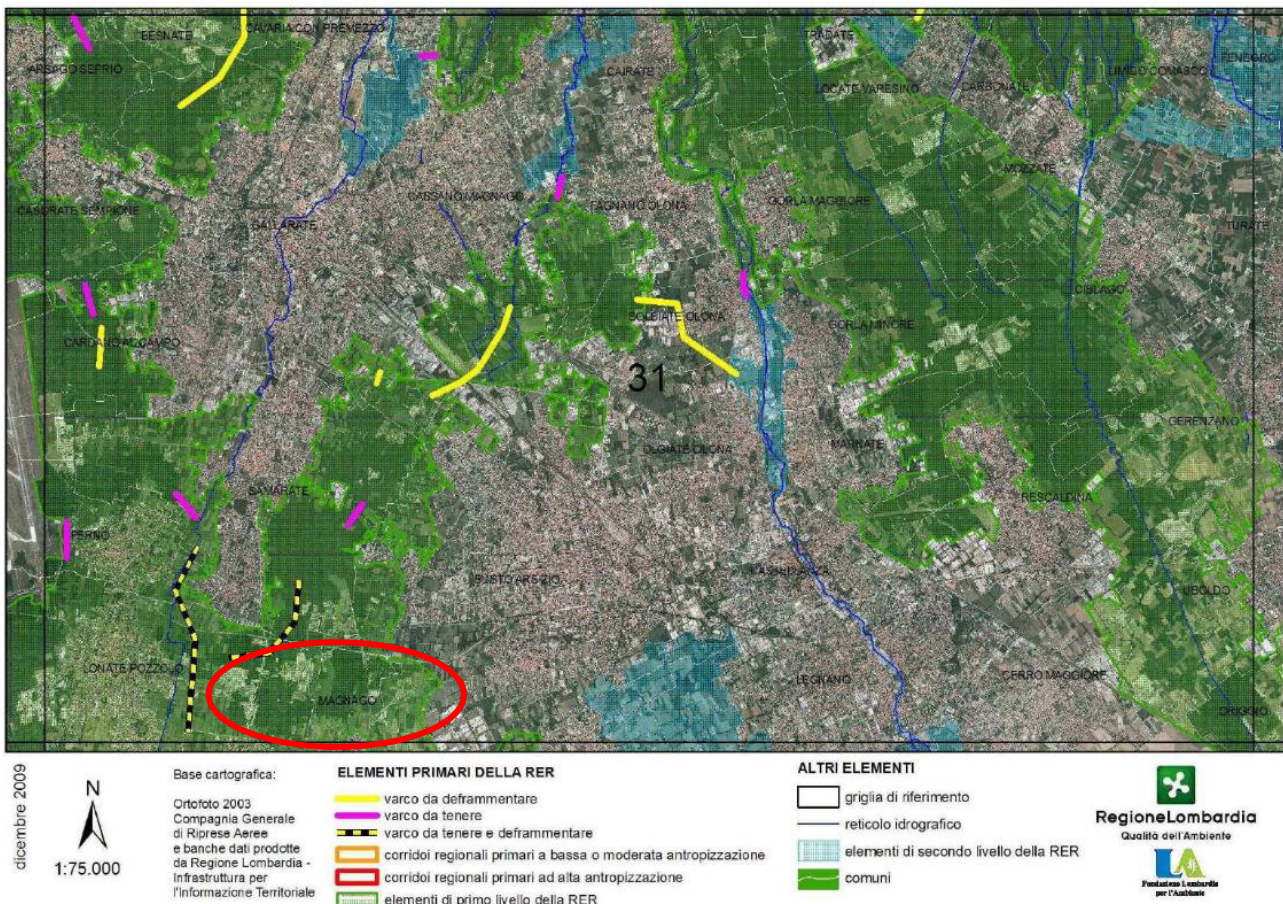 BESNATE
CAVARIA CON PREMEZZO
ARSAGO SEPRIO
CAIRATE
TRADATE
LOCATE VARESINO
CARBONATE
LIMIDO COMASCO
FENEGRO
MOZZATE
CASORATE SEMPIONE
CASSANO MAGNAGO
FAGNANO OLONA
GORLA MAGGIORE
GALLARATE
TURATE
CISLAGO
SOLBIATE OLONA
GORLA MINORE
CARDANO AL CAMPO
31
GERENZANO
OLGIATE OLONA
MARNATE
SAMARATE
RESCALDINA
FERNO
BUSTO ARSIZIO
CASTELLANZA
UBOLDO
LONATE POZZOLO
MAGNAGO
LEGNANO
CERRO MAGGIORE
ORIGGIO
dicembre 2009
N
1:75.000
Base cartografica:
Ortofoto 2003
Compagnia Generale
di Riprese Aeree
e banche dati prodotte
da Regione Lombardia -
Infrastruttura per
l'Informazione Territoriale
ELEMENTI PRIMARI DELLA RER
varco da deframmentare
varco da tenere
varco da tenere e deframmentare
corridoi regionali primari a bassa o moderata antropizzazione
corridoi regionali primari ad alta antropizzazione
elementi di primo livello della RER
ALTRI ELEMENTI
griglia di riferimento
reticolo idrografico
elementi di secondo livello della RER
comuni
RegioneLombardia
Qualità dell'Ambiente
Fondazione Lombardia
per l'Ambiente